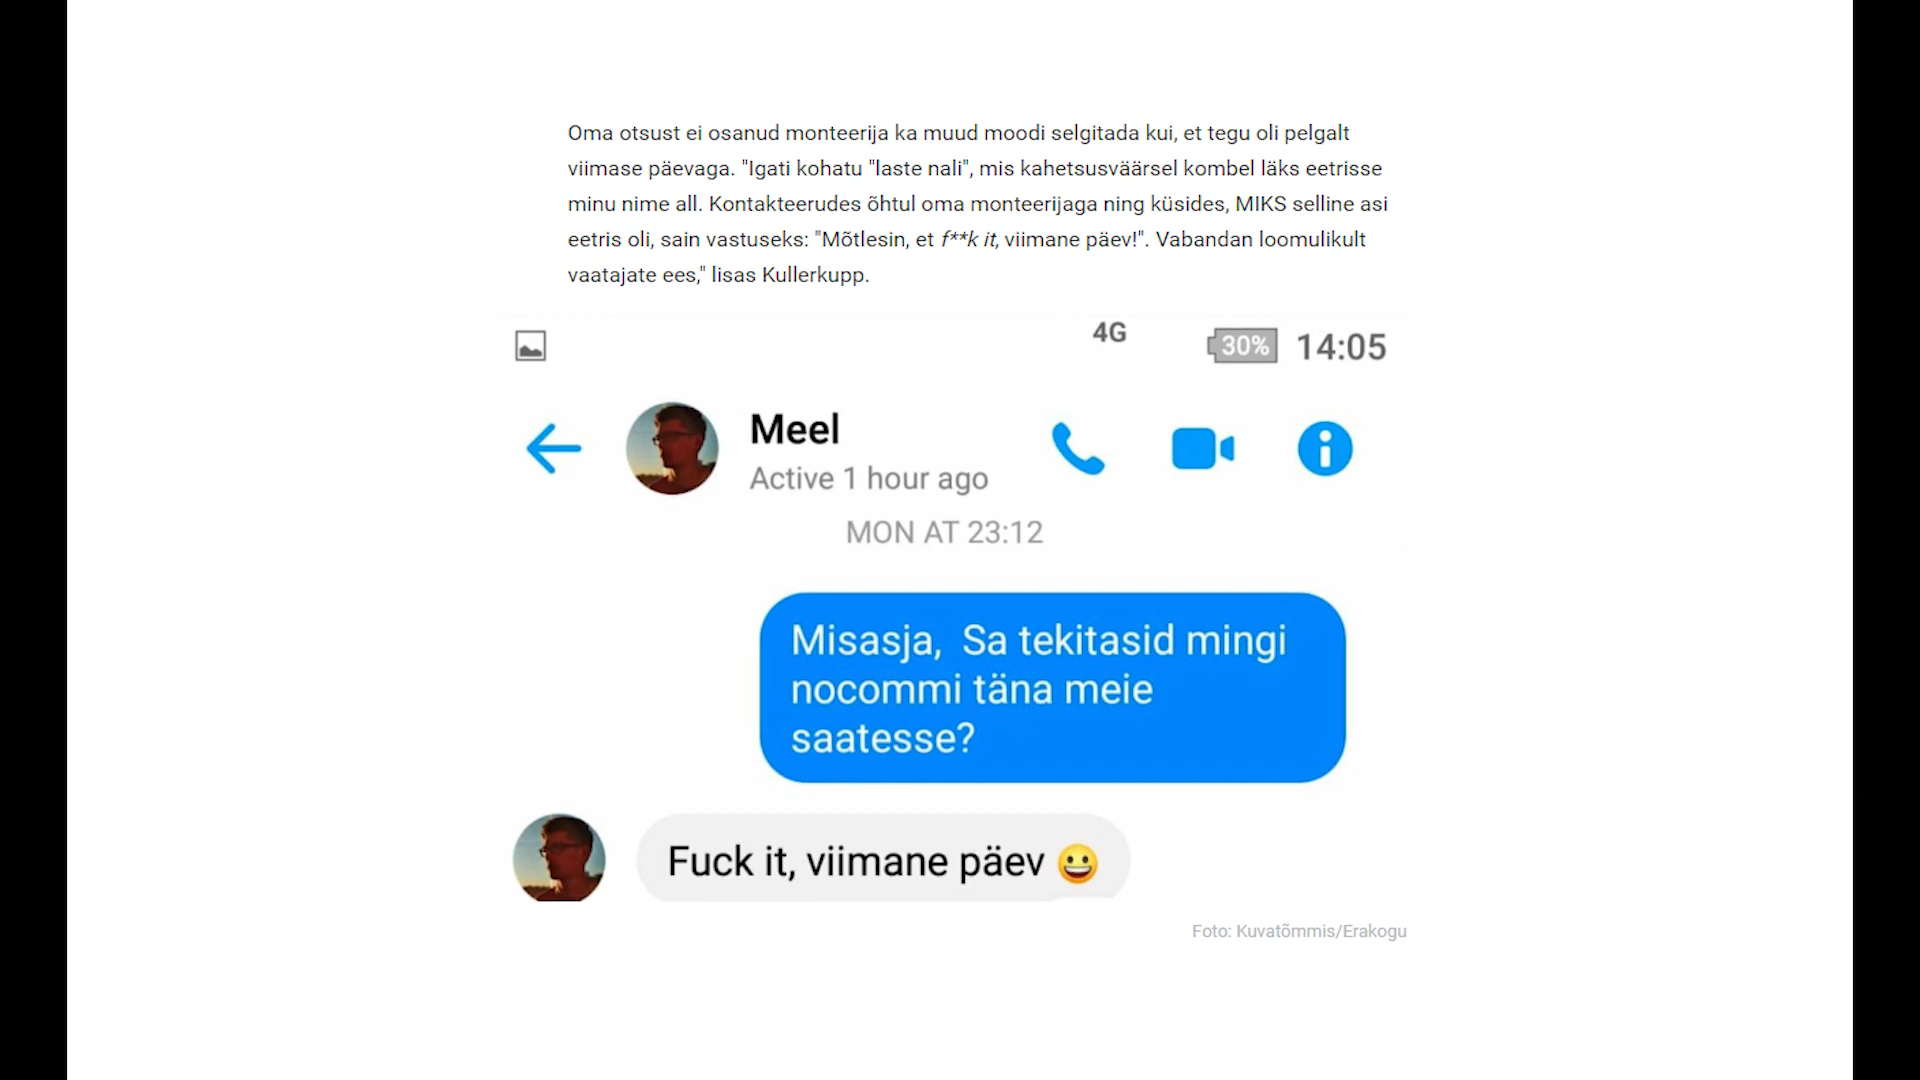 Oma otsust ei osanud monteerija ka muud moodi selgitada kui, et tegu oli pelgalt
viimase päevaga. "Igati kohatu "laste nali", mis kahetsusväärsel kombel läks eetrisse
minu nime all. Kontakteerudes õhtul oma monteerijaga ning küsides, MIKS selline asi
eetris oli, sain vastuseks: "Mõtlesin, et f**k it, viimane päev!". Vabandan loomulikult
vaatajate ees," lisas Kullerkupp.
4G 30% 14:05
Meel
Active 1 hour ago
MON AT 23:12
Misasja, Sa tekitasid mingi
nocommi täna meie
saatesse?
Fuck it, viimane päev 😀
Foto: Kuvatõmmis/Erakogu